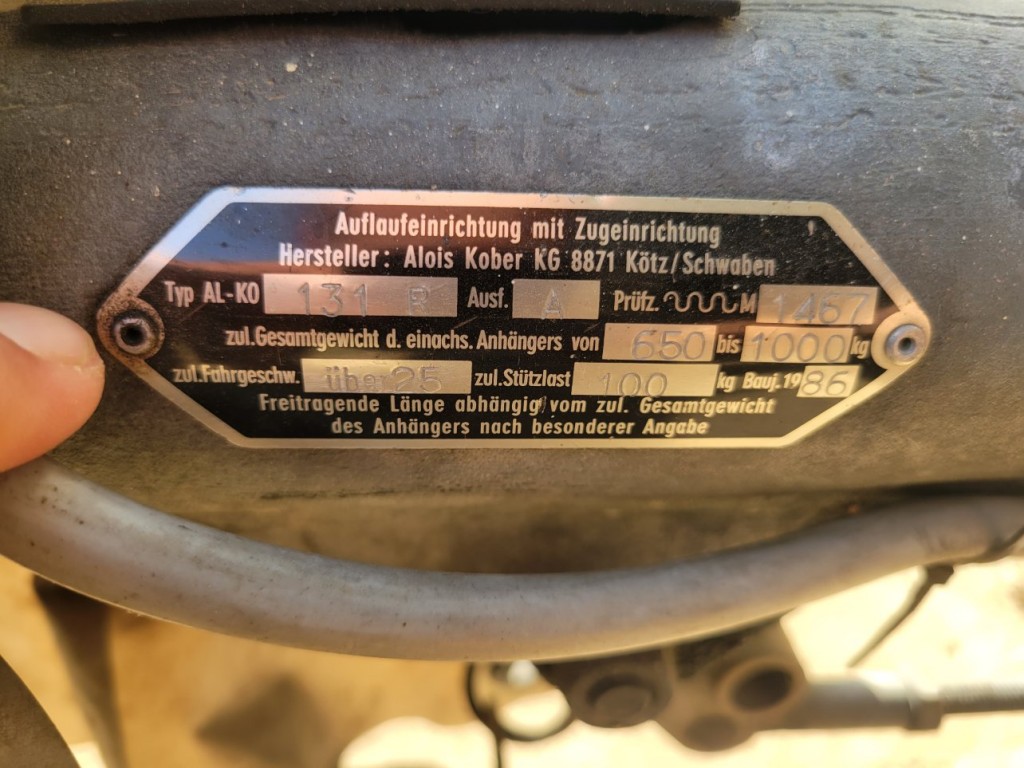 Auflaufeinrichtung mit Zugeinrichtung
Hersteller: Alois Kober KG 8871 Kötz/Schwaben
Typ AL-KO 131 R Ausf. A Prüfz. M 1467
zul.Gesamtgewicht d. einachs. Anhängers von 650 bis 1000 kg
zul.Fahrgeschw. über 25 zul.Stützlast 100 kg Bauj.1986
Freitragende Länge abhängig vom zul. Gesamtgewicht
des Anhängers nach besonderer Angabe